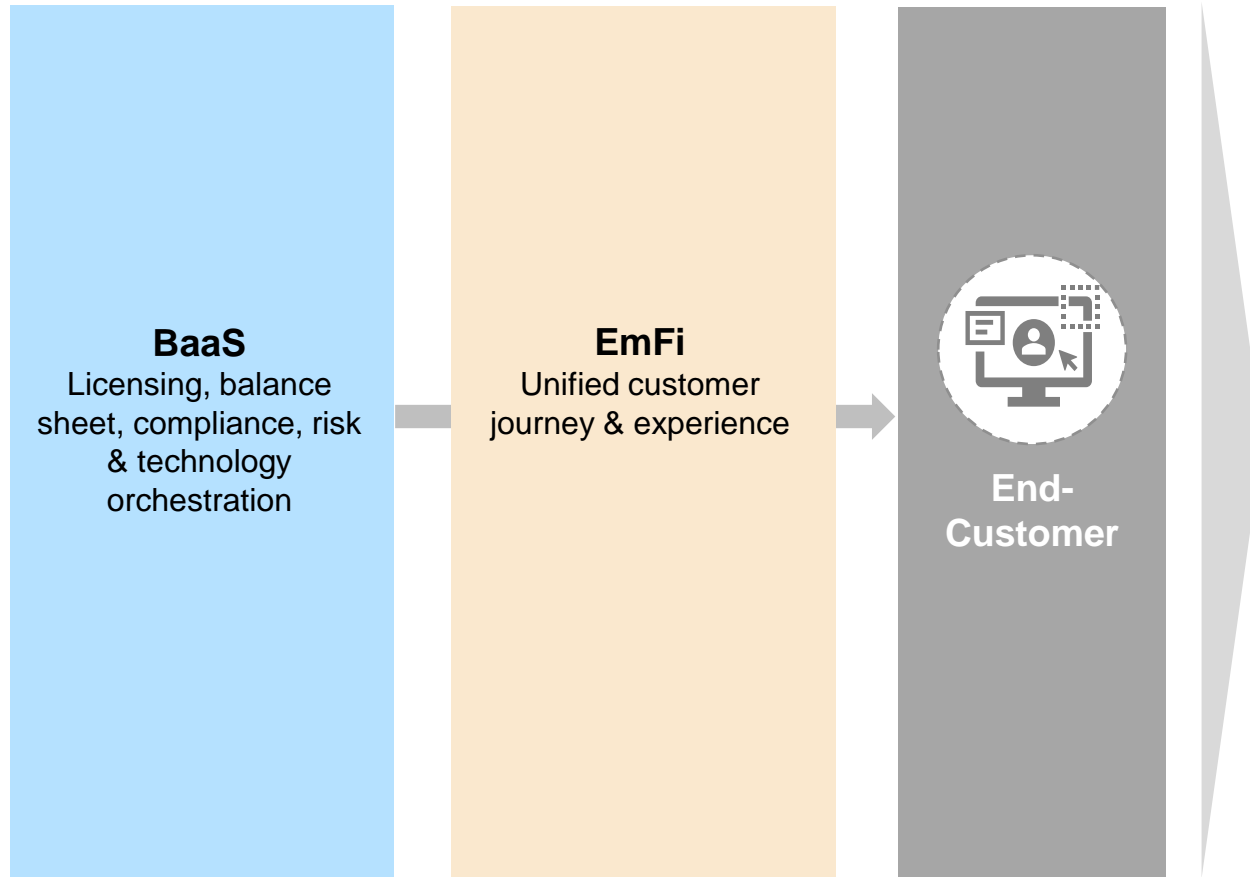 BaaS
Licensing, balance
sheet, compliance, risk
& technology
orchestration
EmFi
Unified customer
journey & experience
End-
Customer